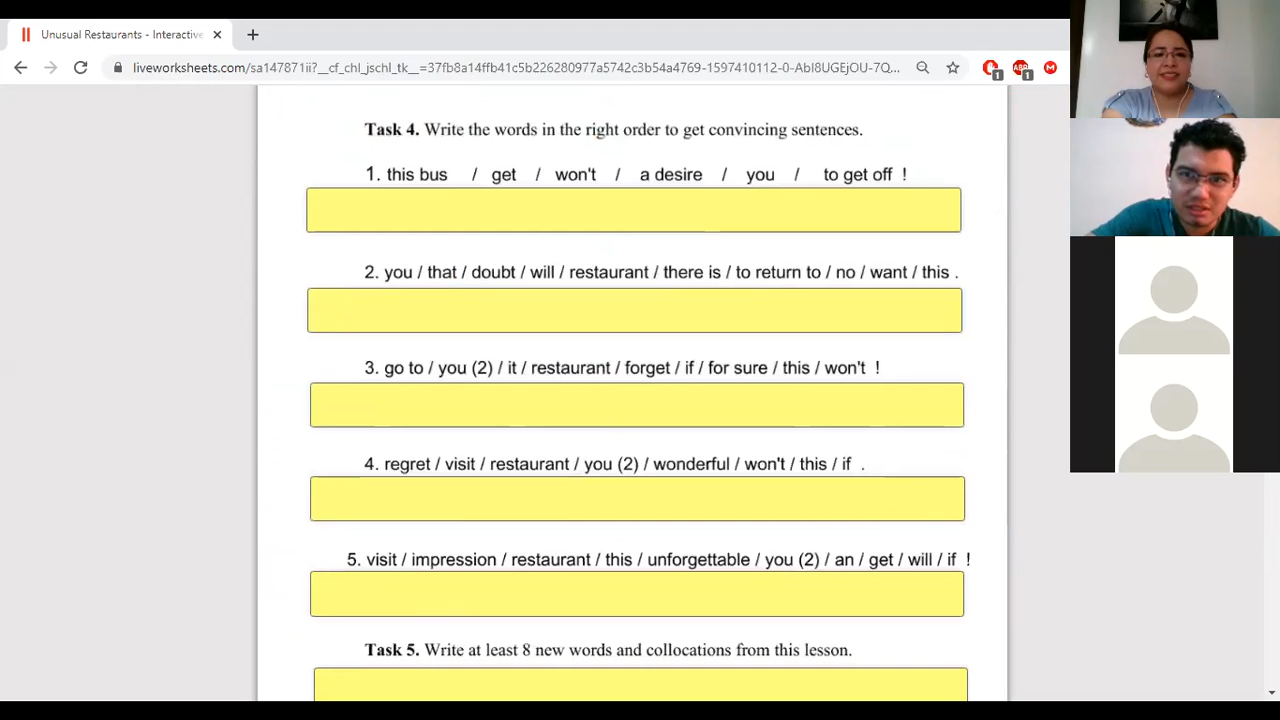 Unusual Restaurants - Interactive
liveworksheets.com/sa147871ii?__cf_chl_jschl_tk__=37fb8a3f7fb41c5b226280977a5742c3b54a4769-1597410112-0-AbI8UGEjOU-7Q...
1
1
Task 4. Write the words in the right order to get convincing sentences.
1. this bus / get / won't / a desire / you / to get off !
2. you / that / doubt / will / restaurant / there is / to return to / no / want / this .
3. go to / you (2) / it / restaurant / forget / if / for sure / this / won't !
4. regret / visit / restaurant / you (2) / wonderful / won't / this / if .
5. visit / impression / restaurant / this / unforgettable / you (2) / an / get / will / if !
Task 5. Write at least 8 new words and collocations from this lesson.